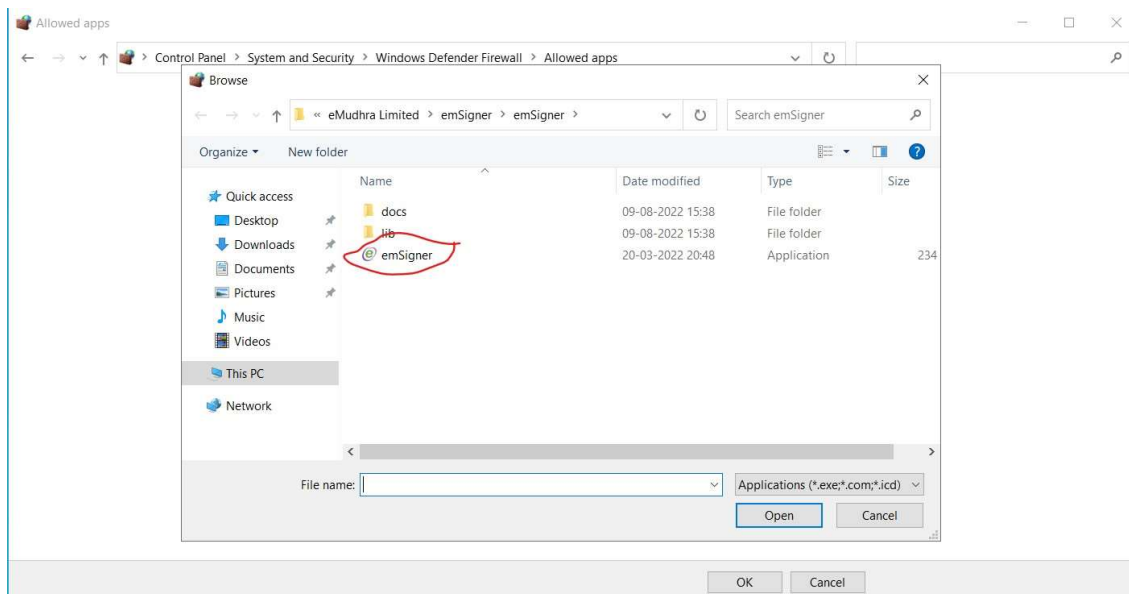 Allowed apps
Control Panel > System and Security > Windows Defender Firewall > Allowed apps
Browse
« eMudhra Limited > emSigner > emSigner >
Search emSigner
Organize
New folder
Name
Date modified
Type
Size
Quick access
Desktop
Downloads
Documents
Pictures
Music
Videos
This PC
Network
docs 09-08-2022 15:38 File folder
lib 09-08-2022 15:38 File folder
emSigner 20-03-2022 20:48 Application 234
File name:
Applications (*.exe;*.com;*.icd)
Open
Cancel
OK
Cancel